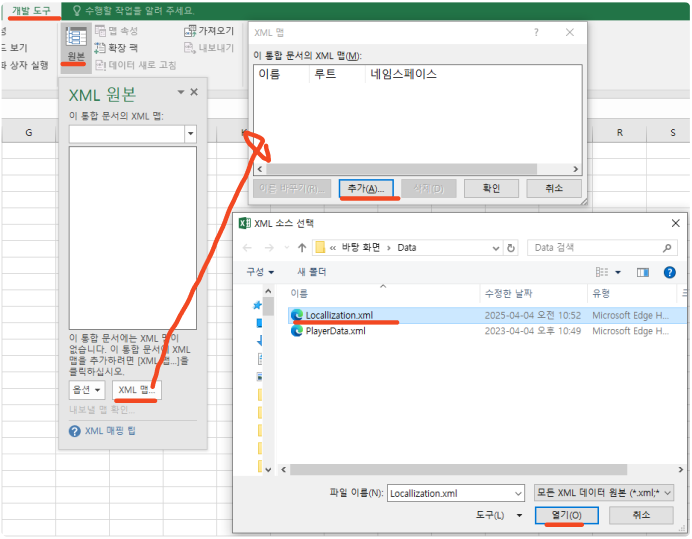 개발 도구
수행할 작업을 알려 주세요.
드 보기
화 상자 실행
원본
맵 속성
확장 팩
데이터 새로 고침
가져오기
내보내기
XML 원본
이 통합 문서의 XML 맵:
이 통합 문서에는 XML 맵이
없습니다. 이 통합 문서에 XML
맵을 추가하려면 [XML 맵...]을
클릭하십시오.
옵션
XML 맵...
내보낼 맵 확인...
XML 매핑 팁
G
K
R
S
XML 맵
이 통합 문서의 XML 맵(M):
이름 루트 네임스페이스
이름 바꾸기(R)... 추가(A)... 삭제(D) 확인 취소
XML 소스 선택
« 바탕 화면 › Data
Data 검색
구성 새 폴더
이름 수정한 날짜 유형
Locallization.xml 2025-04-04 오전 10:52 Microsoft Edge H...
PlayerData.xml 2023-04-04 오후 10:49 Microsoft Edge H...
파일 이름(N): Locallization.xml 모든 XML 데이터 원본 (*.xml;*
도구(L) 열기(O) 취소